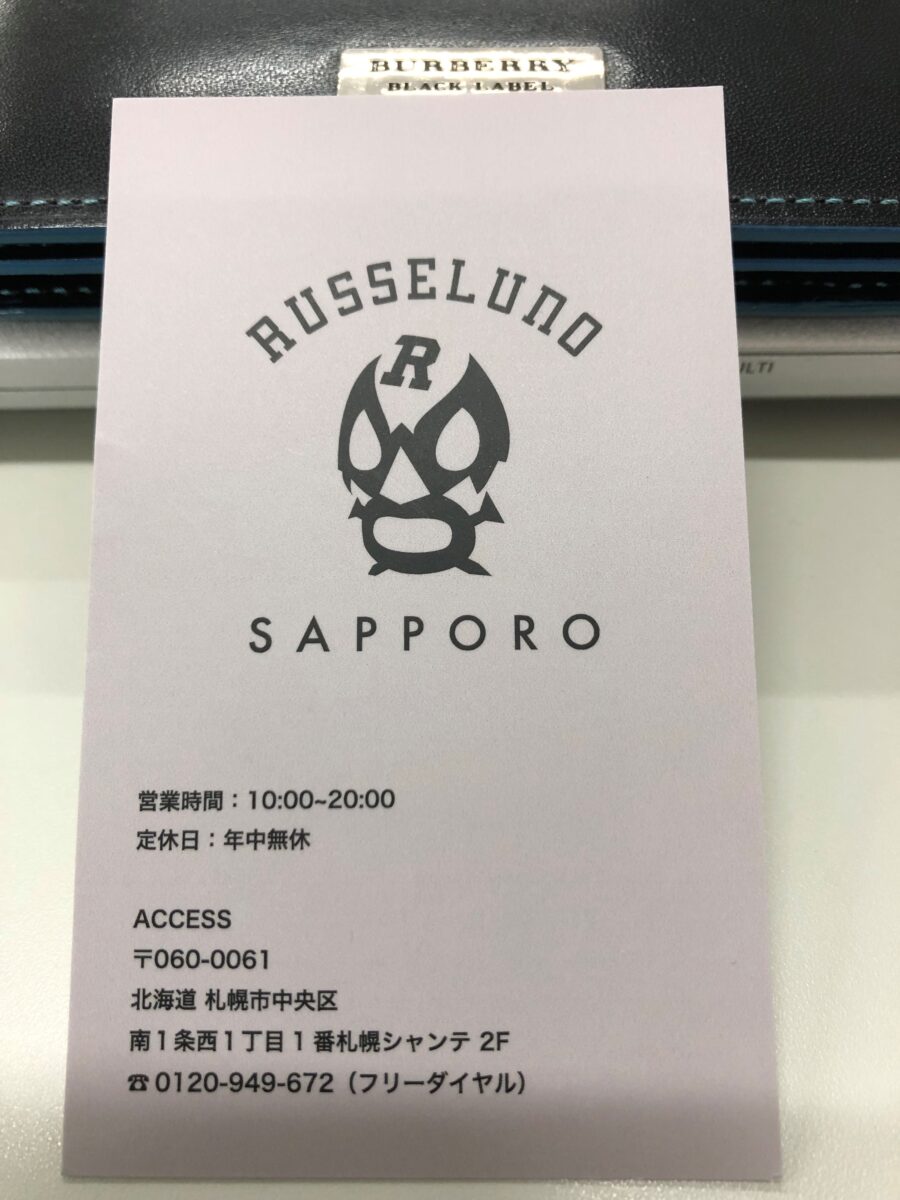 BURBERRY
BLACK LABEL
RUSSELUNO
R
SAPPORO
営業時間：10:00~20:00
定休日：年中無休
ACCESS
〒060-0061
北海道 札幌市中央区
南１条西１丁目１番札幌シャンテ 2F
☎0120-949-672（フリーダイヤル）